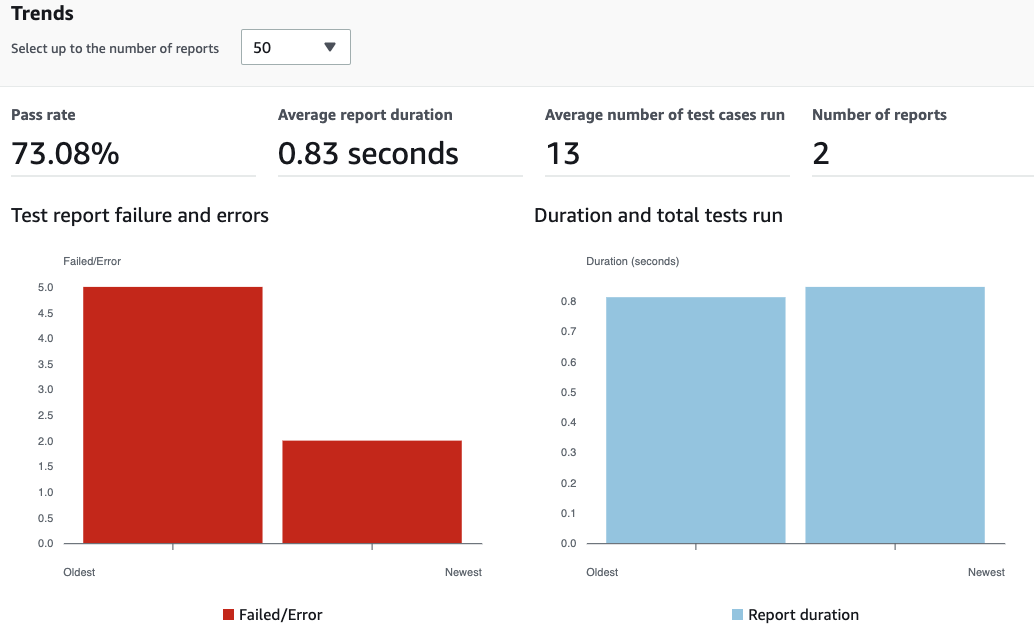 Trends
Select up to the number of reports 50
Pass rate
73.08%
Average report duration
0.83 seconds
Average number of test cases run
13
Number of reports
2
Test report failure and errors
Failed/Error
5.0
4.5
4.0
3.5
3.0
2.5
2.0
1.5
1.0
0.5
0.0
Oldest Newest
Failed/Error
Duration and total tests run
Duration (seconds)
0.8
0.7
0.6
0.5
0.4
0.3
0.2
0.1
0.0
Oldest Newest
Report duration